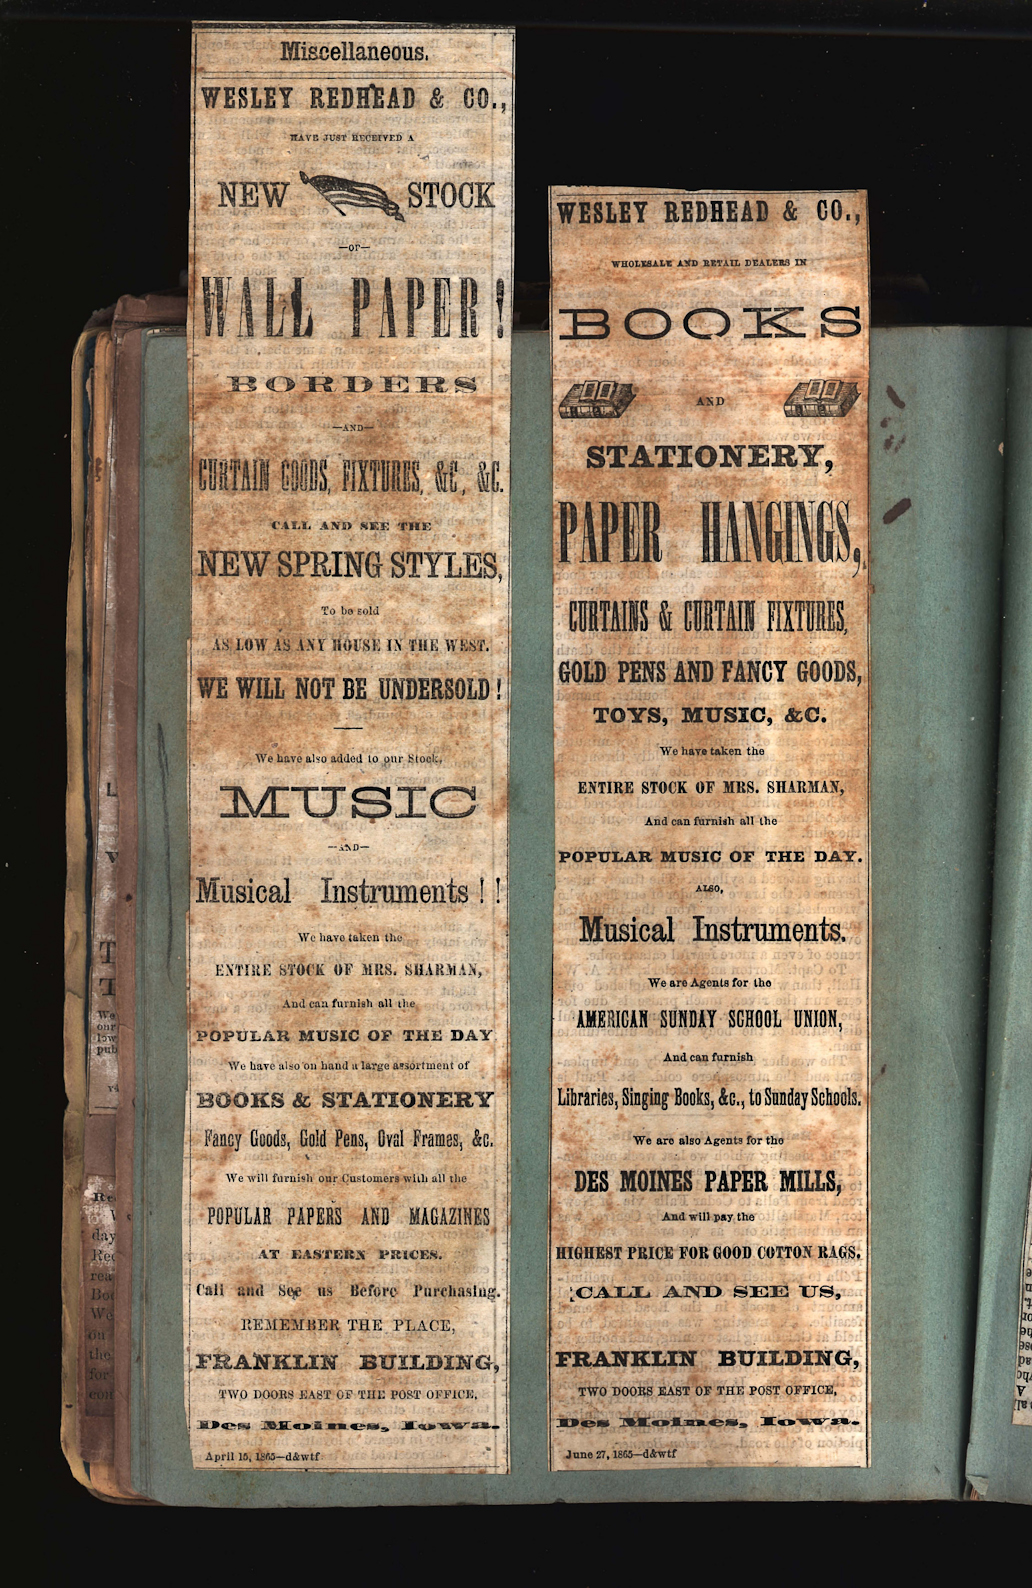 Miscellaneous.
WESLEY REDHEAD & CO.,
HAVE JUST RECEIVED A
NEW STOCK
—OF—
WALL PAPER!
BORDERS
—AND—
CURTAIN GOODS, FIXTURES, &C, &C.
CALL AND SEE THE
NEW SPRING STYLES,
To be sold
AS LOW AS ANY HOUSE IN THE WEST.
WE WILL NOT BE UNDERSOLD!
We have also added to our Stock,
MUSIC
—AND—
Musical Instruments!!
We have taken the
ENTIRE STOCK OF MRS. SHARMAN,
And can furnish all the
POPULAR MUSIC OF THE DAY
We have also on hand a large assortment of
BOOKS & STATIONERY
Fancy Goods, Gold Pens, Oval Frames, &c.
We will furnish our Customers with all the
POPULAR PAPERS AND MAGAZINES
AT EASTERN PRICES.
Call and See us Before Purchasing.
REMEMBER THE PLACE,
FRANKLIN BUILDING,
TWO DOORS EAST OF THE POST OFFICE,
Des Moines, Iowa.
April 15, 1865—d&wtf
WESLEY REDHEAD & CO.,
WHOLESALE AND RETAIL DEALERS IN
BOOKS
AND
STATIONERY,
PAPER HANGINGS,
CURTAINS & CURTAIN FIXTURES,
GOLD PENS AND FANCY GOODS,
TOYS, MUSIC, &C.
We have taken the
ENTIRE STOCK OF MRS. SHARMAN,
And can furnish all the
POPULAR MUSIC OF THE DAY.
ALSO,
Musical Instruments.
We are Agents for the
AMERICAN SUNDAY SCHOOL UNION,
And can furnish
Libraries, Singing Books, &c., to Sunday Schools.
We are also Agents for the
DES MOINES PAPER MILLS,
And will pay the
HIGHEST PRICE FOR GOOD COTTON RAGS.
CALL AND SEE US,
FRANKLIN BUILDING,
TWO DOORS EAST OF THE POST OFFICE,
Des Moines, Iowa.
June 27, 1865—d&wtf